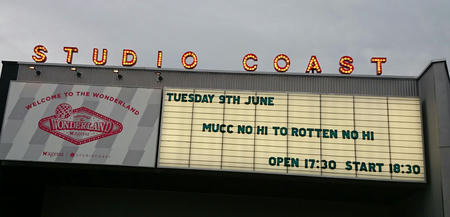 STUDIO COAST
WELCOME TO THE WONDERLAND
WONDERLAND
TUESDAY 9TH JUNE
MUCC NO HI TO ROTTEN NO HI
OPEN 17:30 START 18:30